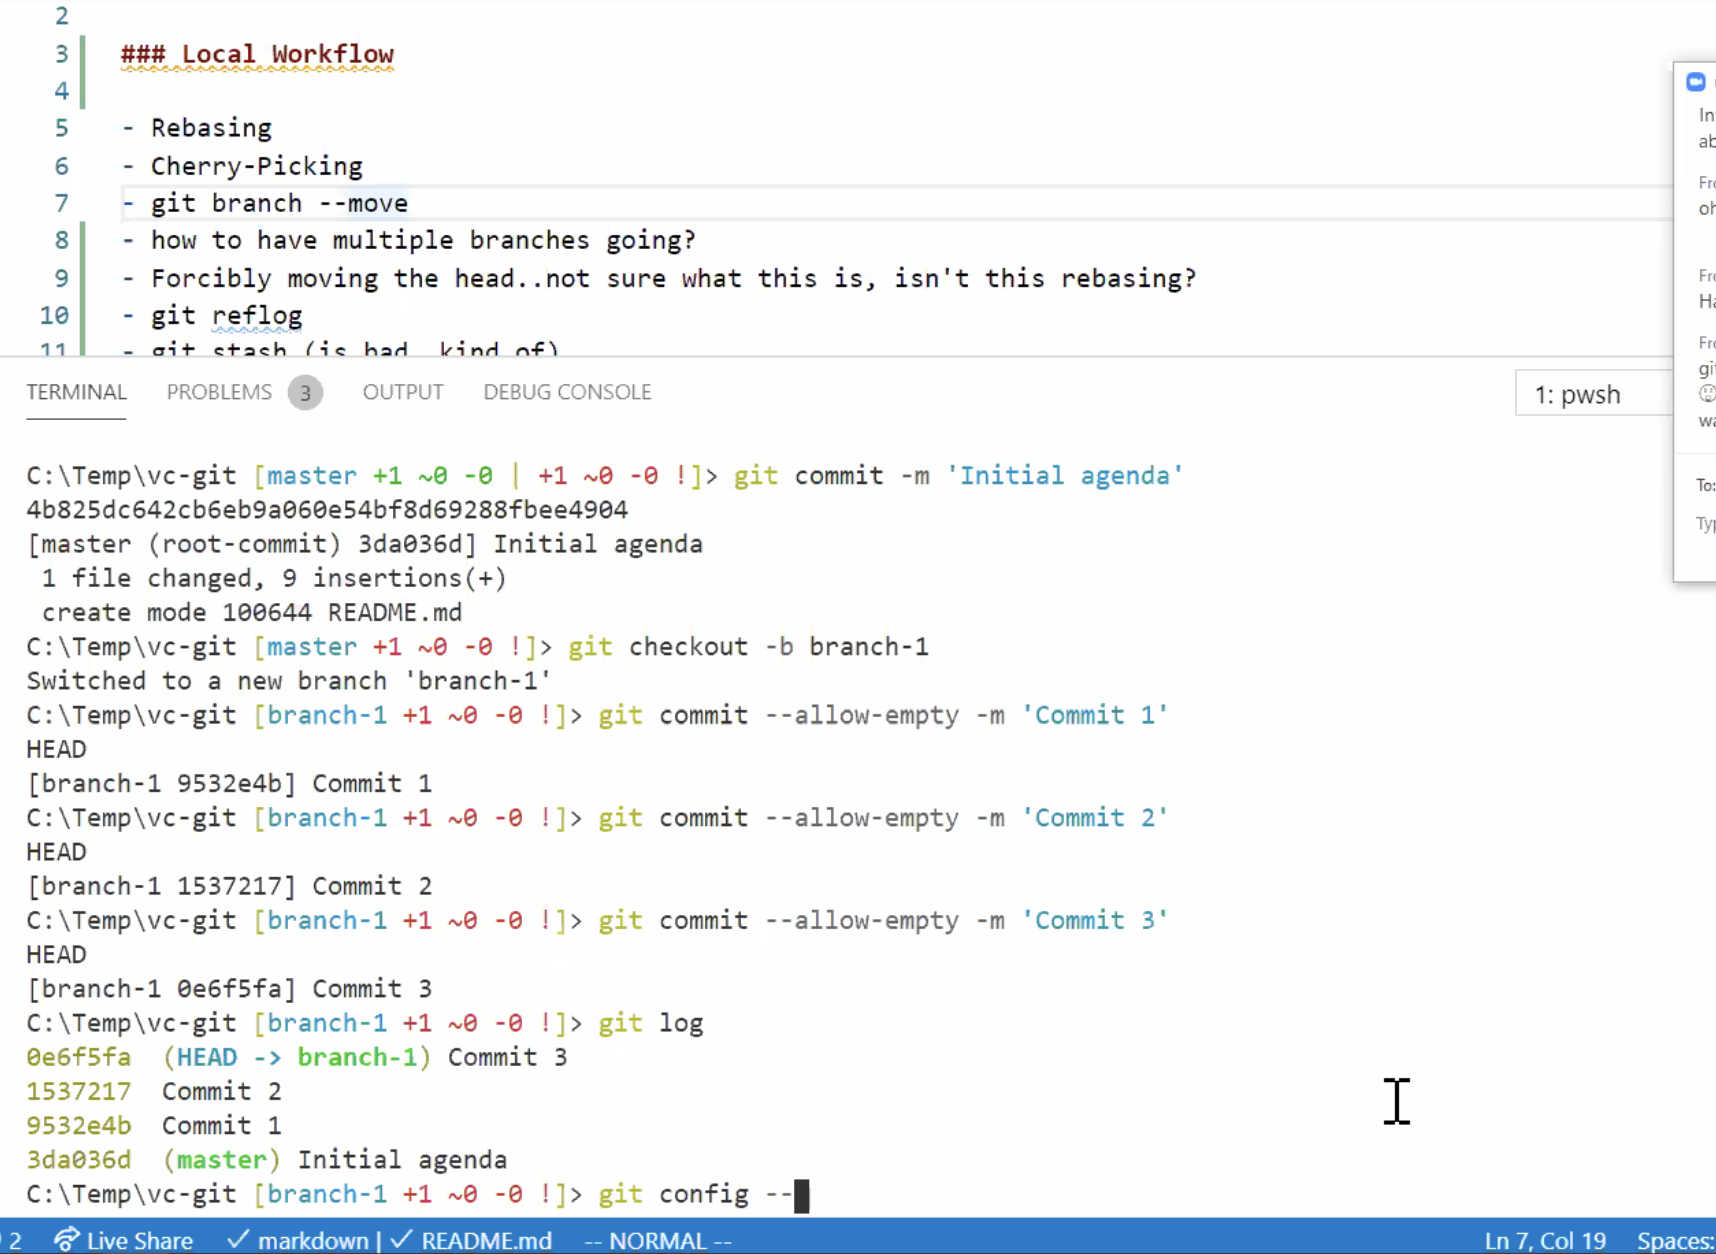 2
3 ### Local Workflow
4
5 - Rebasing
6 - Cherry-Picking
7 - git branch --move
8 - how to have multiple branches going?
9 - Forcibly moving the head..not sure what this is, isn't this rebasing?
10 - git reflog
11 - git stash (is bad, kind of)
TERMINAL PROBLEMS 3 OUTPUT DEBUG CONSOLE 1: pwsh
C:\Temp\vc-git [master +1 ~0 -0 | +1 ~0 -0 !]> git commit -m 'Initial agenda'
4b825dc642cb6eb9a060e54bf8d69288fbee4904
[master (root-commit) 3da036d] Initial agenda
1 file changed, 9 insertions(+)
create mode 100644 README.md
C:\Temp\vc-git [master +1 ~0 -0 !]> git checkout -b branch-1
Switched to a new branch 'branch-1'
C:\Temp\vc-git [branch-1 +1 ~0 -0 !]> git commit --allow-empty -m 'Commit 1'
HEAD
[branch-1 9532e4b] Commit 1
C:\Temp\vc-git [branch-1 +1 ~0 -0 !]> git commit --allow-empty -m 'Commit 2'
HEAD
[branch-1 1537217] Commit 2
C:\Temp\vc-git [branch-1 +1 ~0 -0 !]> git commit --allow-empty -m 'Commit 3'
HEAD
[branch-1 0e6f5fa] Commit 3
C:\Temp\vc-git [branch-1 +1 ~0 -0 !]> git log
0e6f5fa (HEAD -> branch-1) Commit 3
1537217 Commit 2
9532e4b Commit 1
3da036d (master) Initial agenda
C:\Temp\vc-git [branch-1 +1 ~0 -0 !]> git config --
2 Live Share ✓ markdown | ✓ README.md -- NORMAL -- Ln 7, Col 19 Spaces:
To: